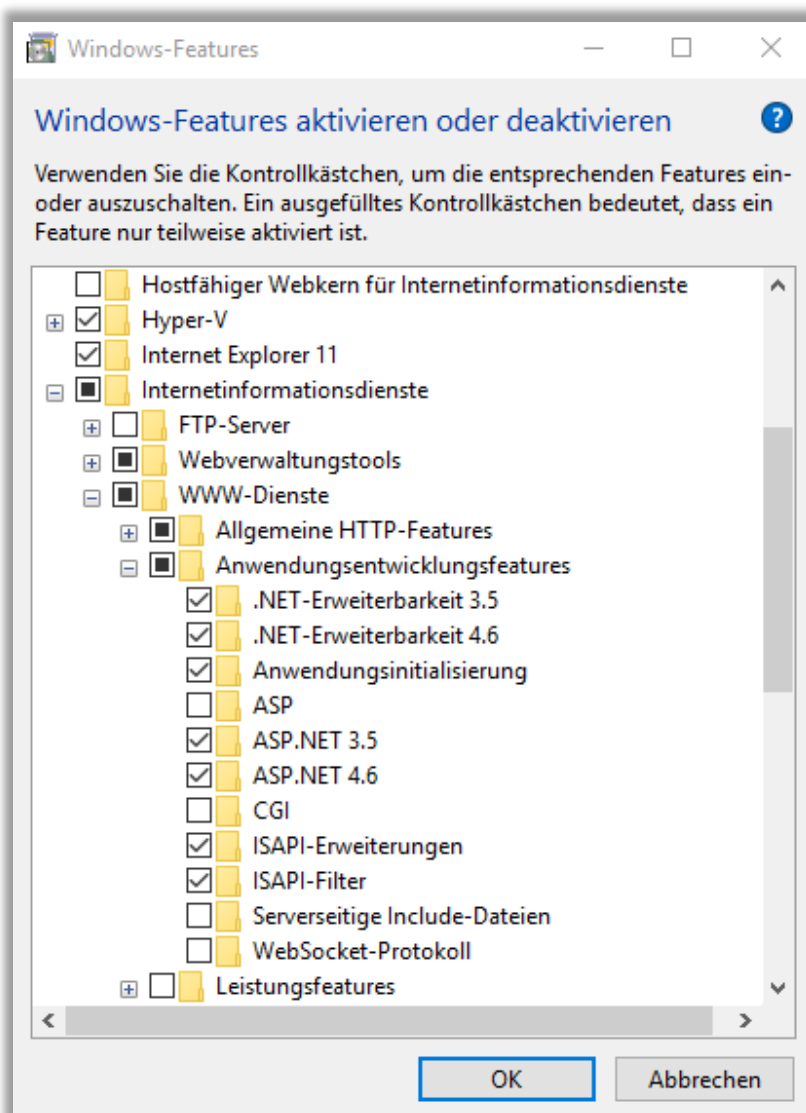 Windows-Features
Windows-Features aktivieren oder deaktivieren
Verwenden Sie die Kontrollkästchen, um die entsprechenden Features ein-
oder auszuschalten. Ein ausgefülltes Kontrollkästchen bedeutet, dass ein
Feature nur teilweise aktiviert ist.
Hostfähiger Webkern für Internetinformationsdienste
Hyper-V
Internet Explorer 11
Internetinformationsdienste
FTP-Server
Webverwaltungstools
WWW-Dienste
Allgemeine HTTP-Features
Anwendungsentwicklungsfeatures
.NET-Erweiterbarkeit 3.5
.NET-Erweiterbarkeit 4.6
Anwendungsinitialisierung
ASP
ASP.NET 3.5
ASP.NET 4.6
CGI
ISAPI-Erweiterungen
ISAPI-Filter
Serverseitige Include-Dateien
WebSocket-Protokoll
Leistungsfeatures
OK Abbrechen